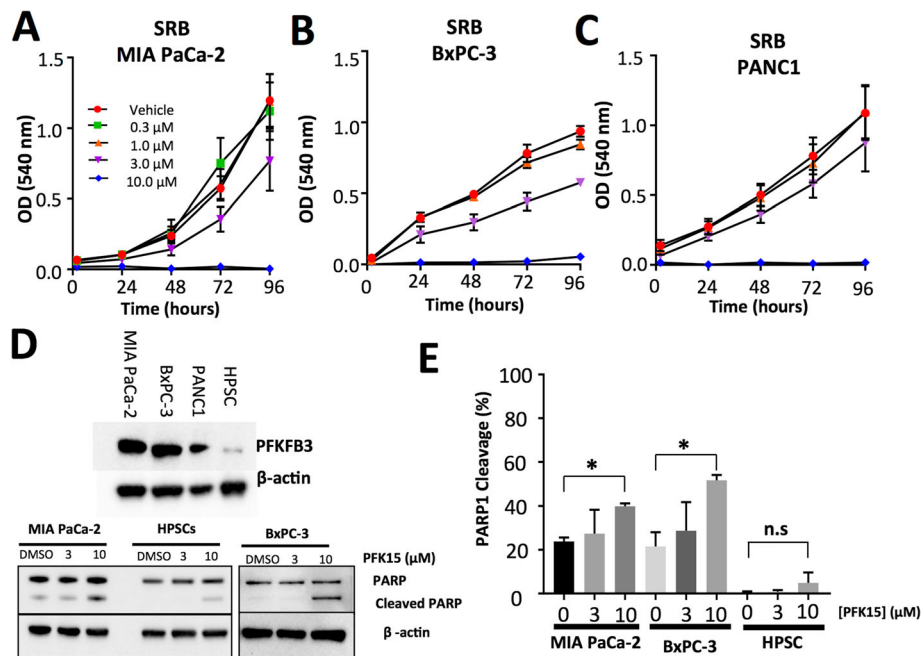 A
SRB
MIA PaCa-2
OD (540 nm)
1.5
1.0
0.5
0.0
Vehicle
0.3 µM
1.0 µM
3.0 µM
10.0 µM
0 24 48 72 96
Time (hours)
B
SRB
BxPC-3
OD (540 nm)
1.5
1.0
0.5
0.0
0 24 48 72 96
Time (hours)
C
SRB
PANC1
OD (540 nm)
1.5
1.0
0.5
0.0
0 24 48 72 96
Time (hours)
D
MIA PaCa-2
BxPC-3
PANC1
HPSC
PFKFB3
β-actin
MIA PaCa-2 HPSCs BxPC-3
DMSO 3 10 DMSO 3 10 DMSO 3 10 PFK15 (µM)
PARP
Cleaved PARP
β -actin
E
PARP1 Cleavage (%)
100
80
60
40
20
0
* * n.s
0 3 10 0 3 10 0 3 10 [PFK15] (µM)
MIA PaCa-2 BxPC-3 HPSC